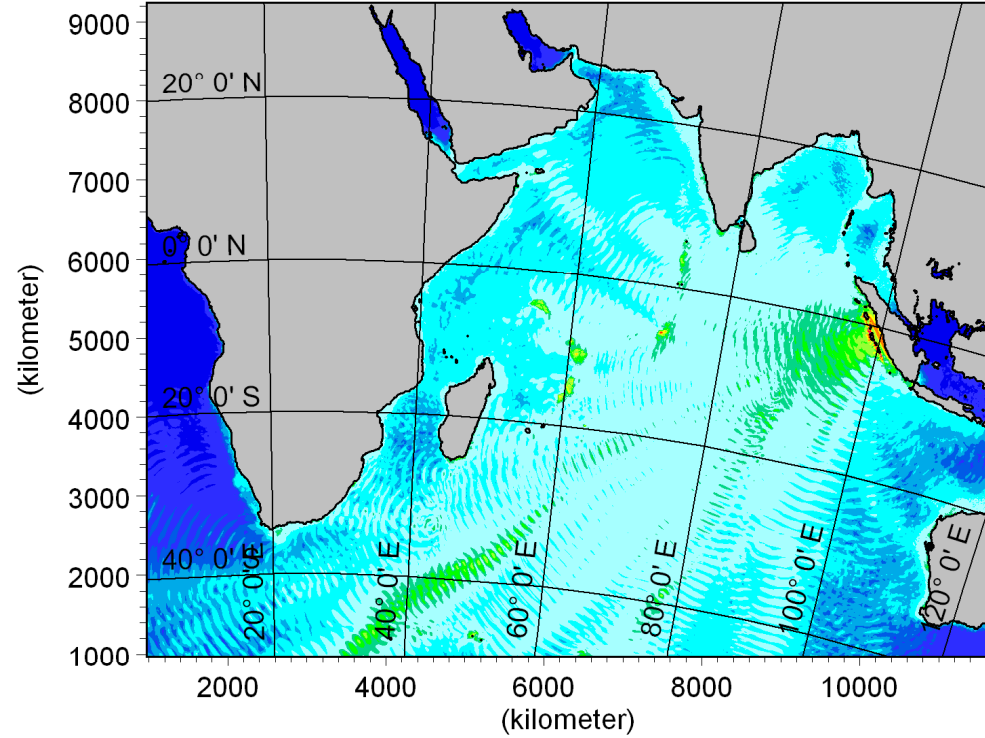 9000
8000
7000
6000
5000
4000
3000
2000
1000
(kilometer)
20° 0' N
0° 0' N
20° 0' S
40° 0'
20° 0' E
40° 0' E
60° 0' E
80° 0' E
100° 0' E
120° 0' E
2000
4000
6000
8000
10000
(kilometer)